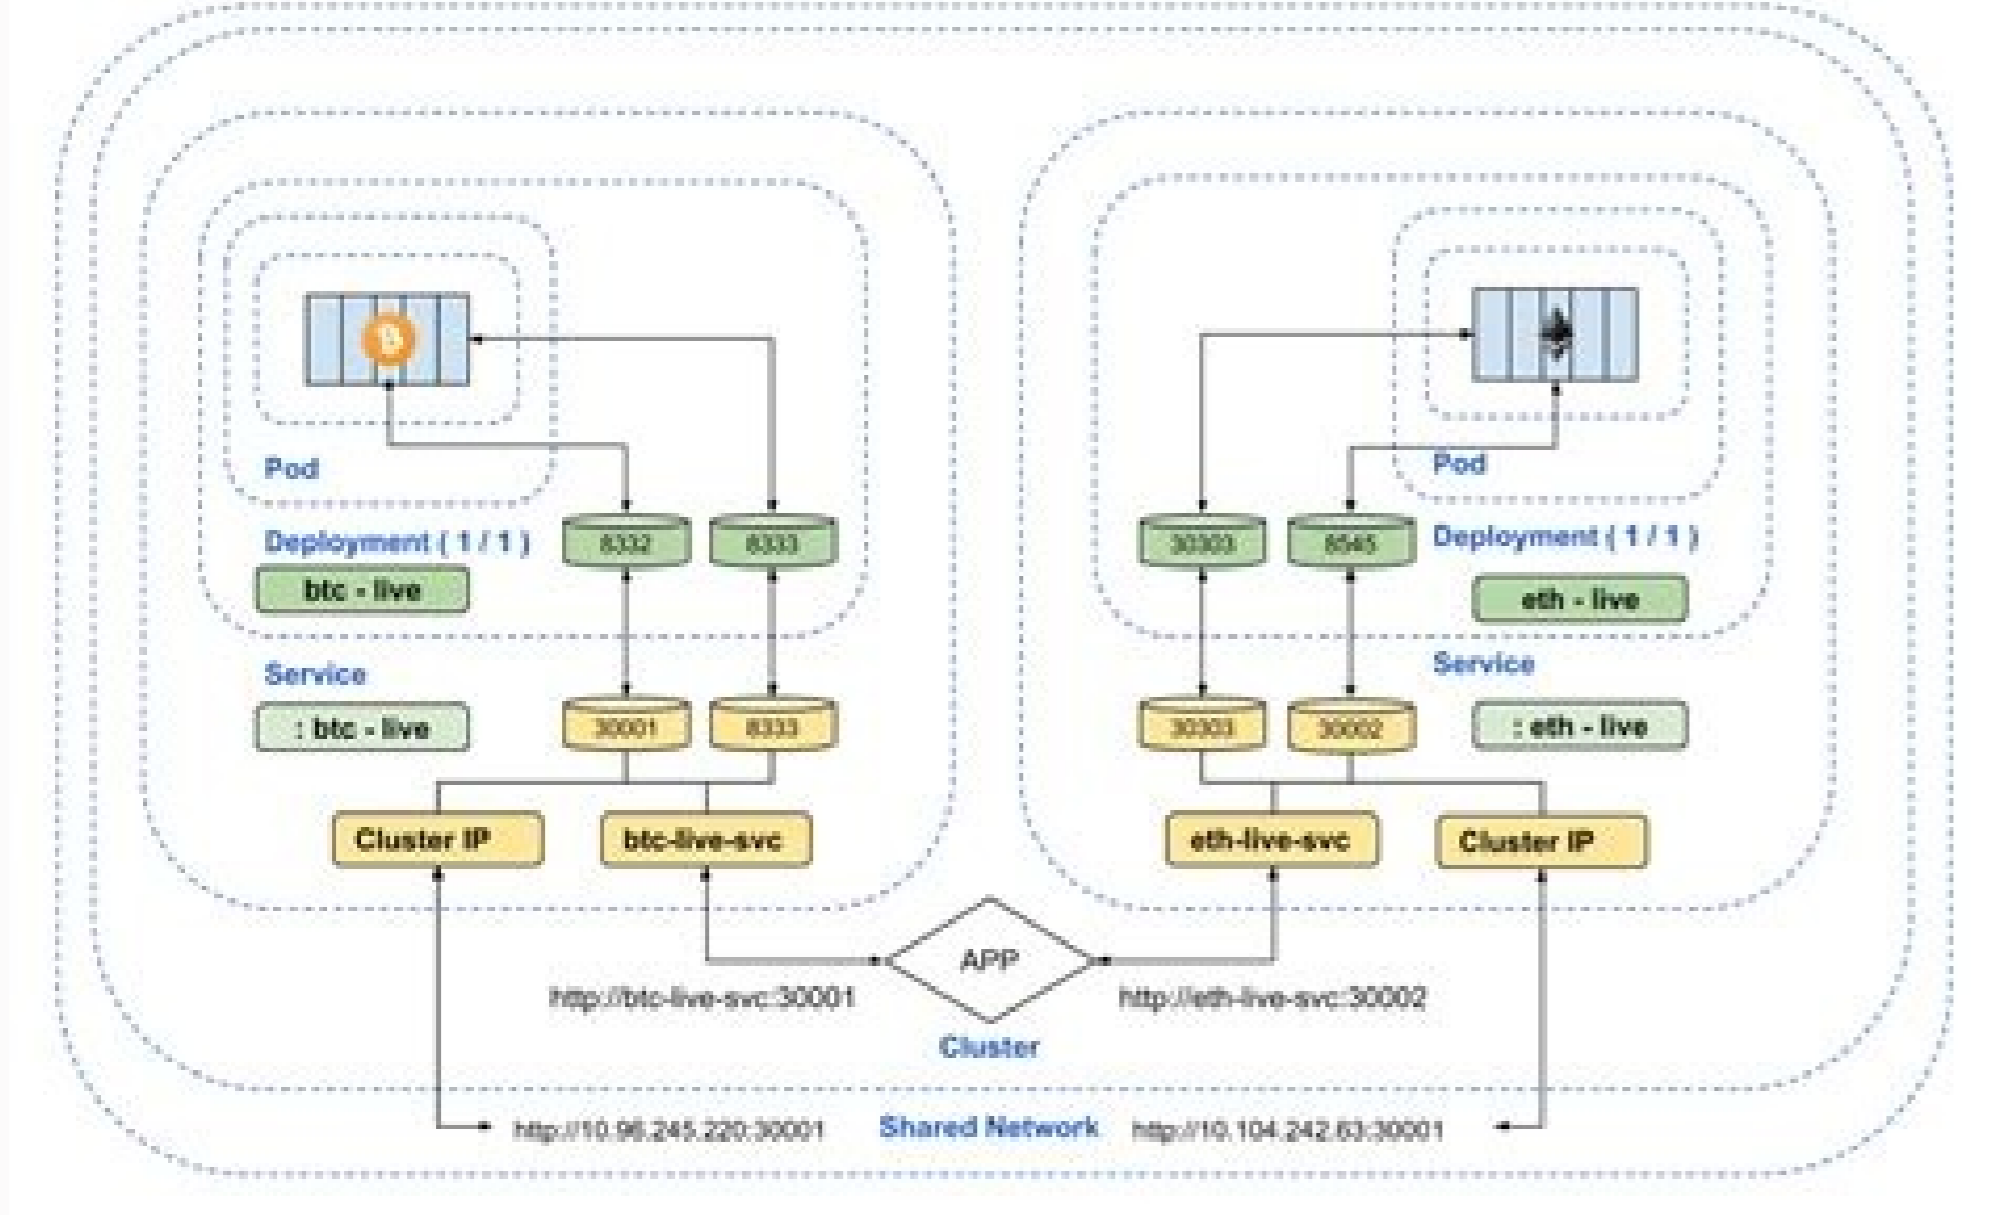 Pod
Deployment ( 1 / 1 )
btc - live
8332
8333
Service
: btc - live
30001
8333
Cluster IP
btc-live-svc
Pod
30303
8545
Deployment ( 1 / 1 )
eth - live
Service
30303
30002
: eth - live
eth-live-svc
Cluster IP
APP
http://btc-live-svc:30001
http://eth-live-svc:30002
Cluster
http://10.96.245.220:30001
Shared Network
http://10.104.242.63:30001